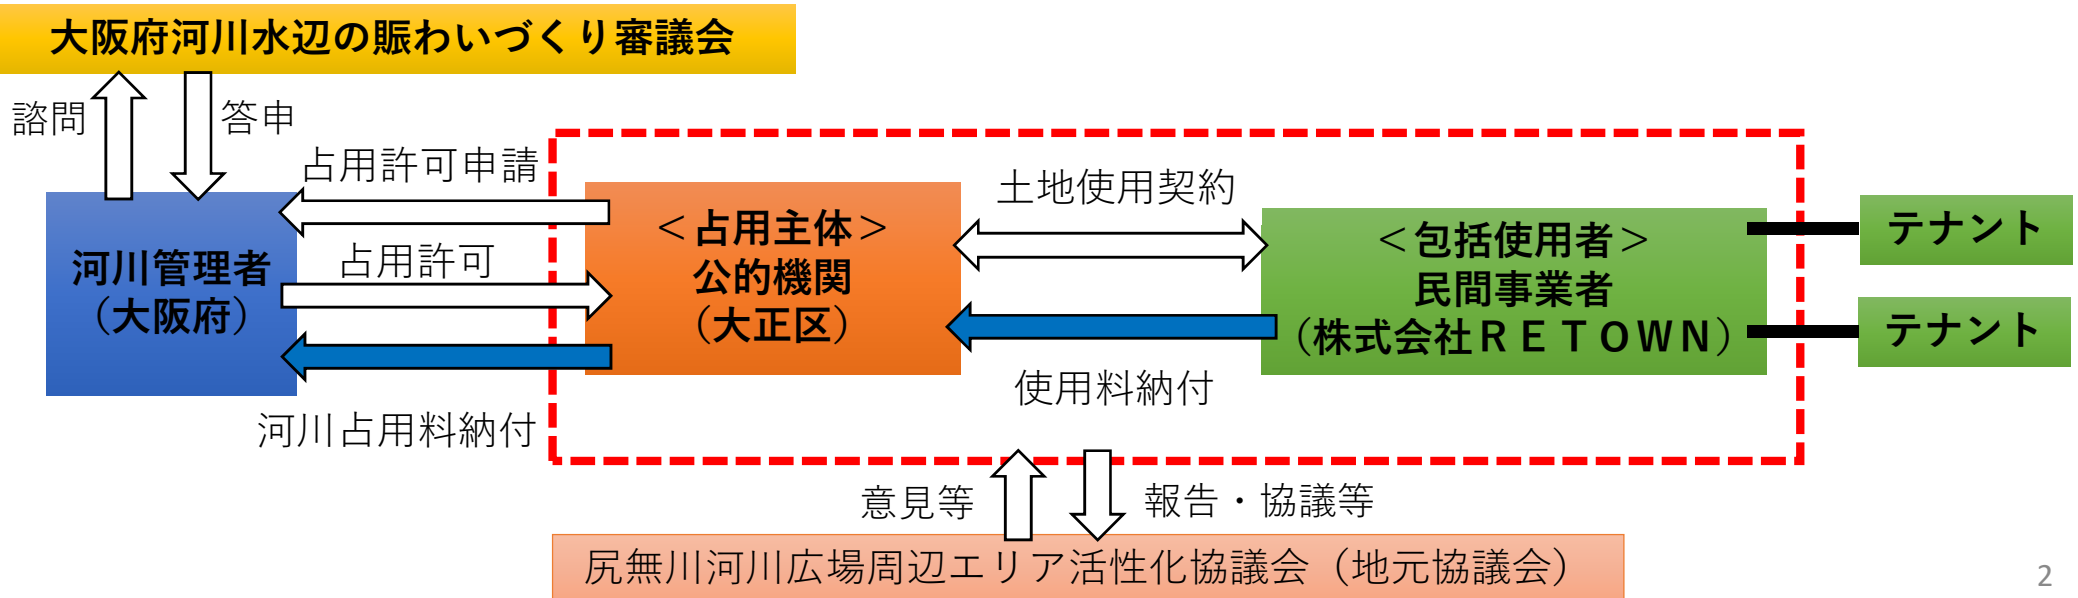 大阪府河川水辺の賑わいづくり審議会
諮問
答申
占用許可申請
占用許可
河川占用料納付
河川管理者
（大阪府）
＜占用主体＞
公的機関
（大正区）
土地使用契約
使用料納付
＜包括使用者＞
民間事業者
（株式会社ＲＥＴＯＷＮ）
テナント
テナント
意見等
報告・協議等
尻無川河川広場周辺エリア活性化協議会（地元協議会）
2